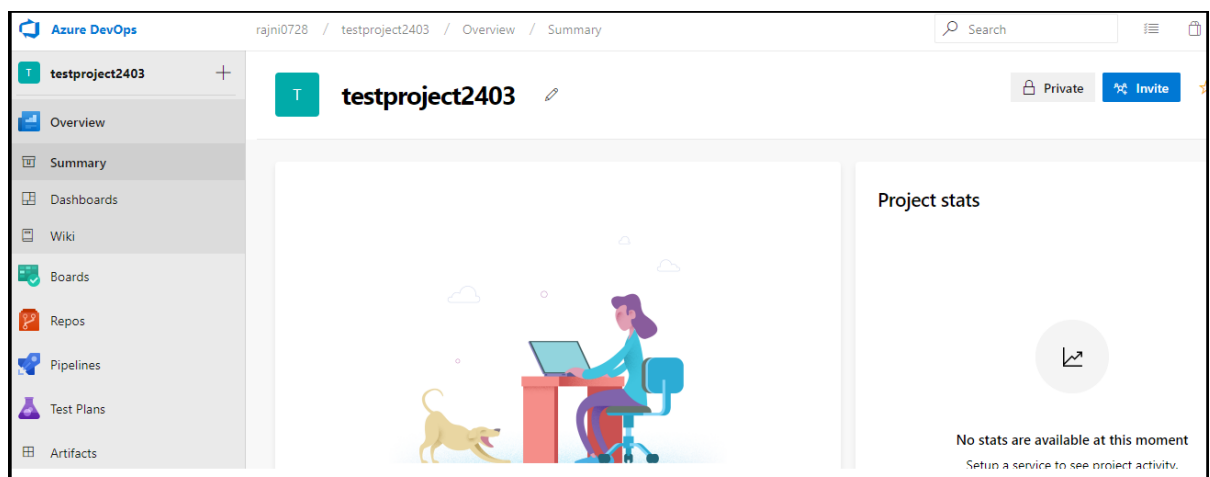 Azure DevOps
rajni0728 / testproject2403 / Overview / Summary
Search
T testproject2403
Overview
Summary
Dashboards
Wiki
Boards
Repos
Pipelines
Test Plans
Artifacts
T testproject2403
Private
Invite
Project stats
No stats are available at this moment
Setup a service to see project activity.